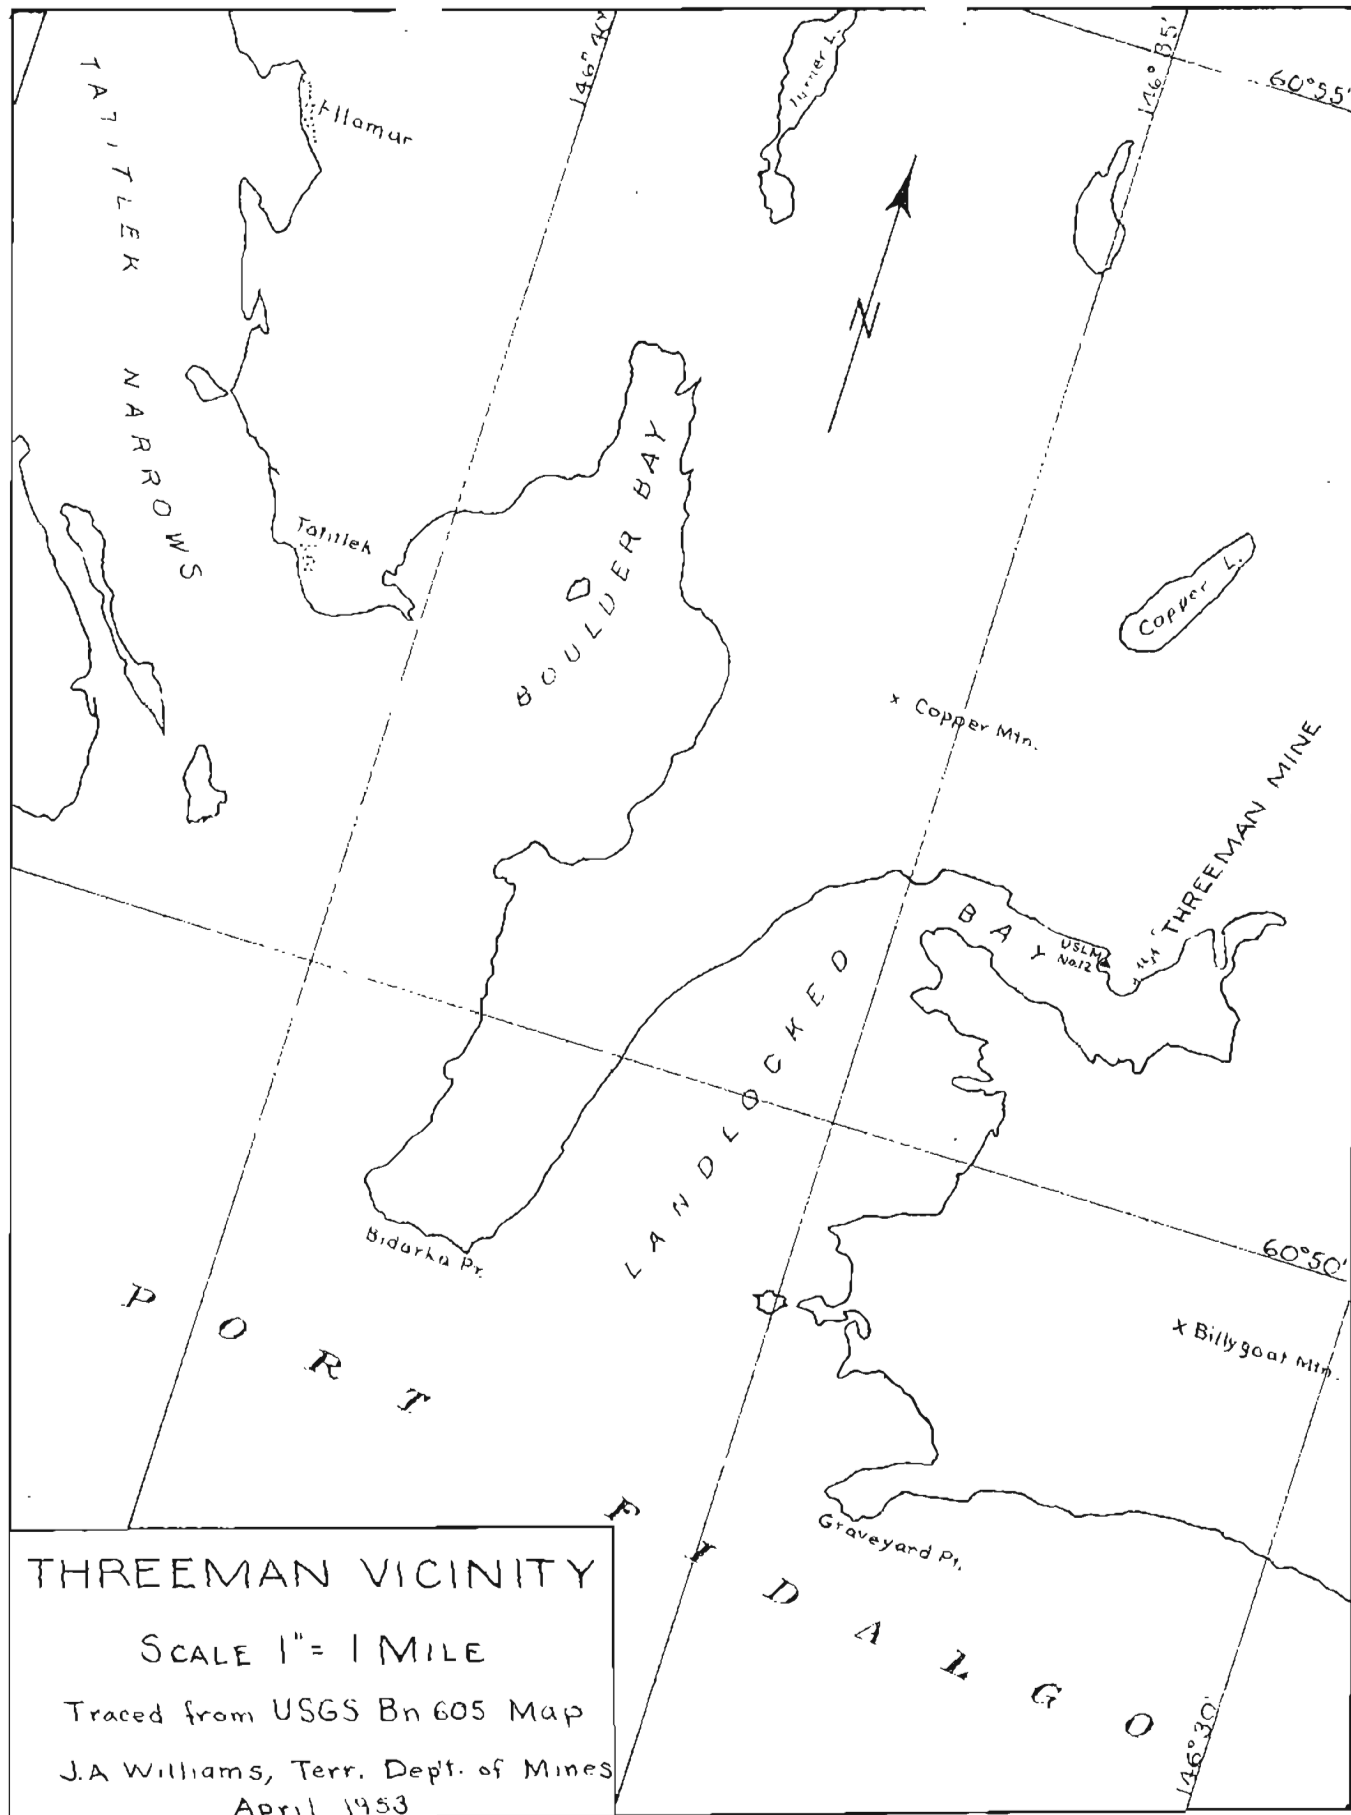 60°55'
146°35'
Ellamar
TATITLEK NARROWS
BOULDER BAY
N
Tatitlek
Copper L.
x Copper Mtn.
THREEMAN MINE
USLM
No.12
LANDLOCKED BAY
Bidarka Pt.
60°50'
x Billygoat Mtn.
PORT FIDALGO
Graveyard Pt.
146°30'
THREEMAN VICINITY
SCALE 1" = 1 MILE
Traced from USGS Bn 605 Map
J.A Williams, Terr. Dep't. of Mines
April 1953